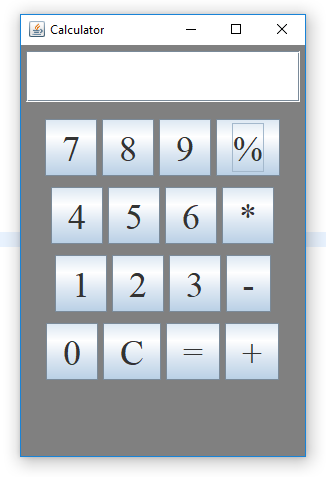 Calculator
7 8 9 %
4 5 6 *
1 2 3 -
0 C = +